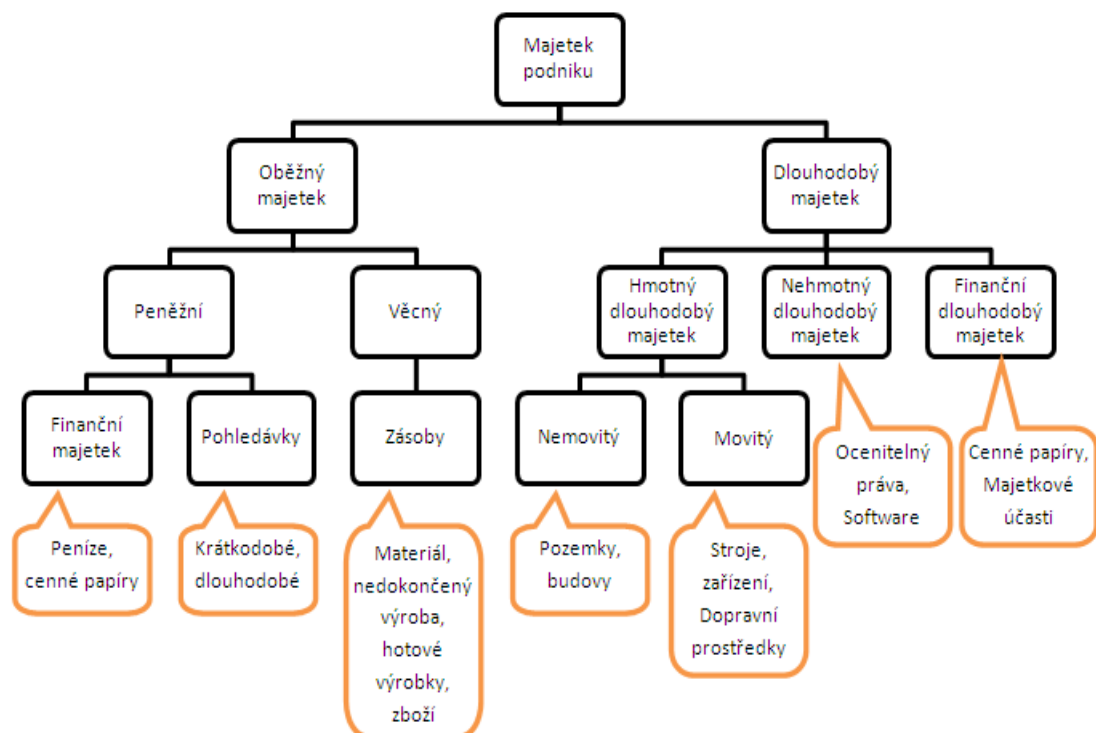 Majetek
podniku
Oběžný
majetek
Dlouhodobý
majetek
Peněžní
Věcný
Hmotný
dlouhodobý
majetek
Nehmotný
dlouhodobý
majetek
Finanční
dlouhodobý
majetek
Finanční
majetek
Pohledávky
Zásoby
Nemovitý
Movitý
Ocenitelný
práva,
Software
Cenné papíry,
Majetkové
účasti
Peníze,
cenné papíry
Krátkodobé,
dlouhodobé
Materiál,
nedokončený
výroba,
hotové
výrobky,
zboží
Pozemky,
budovy
Stroje,
zařízení,
Dopravní
prostředky